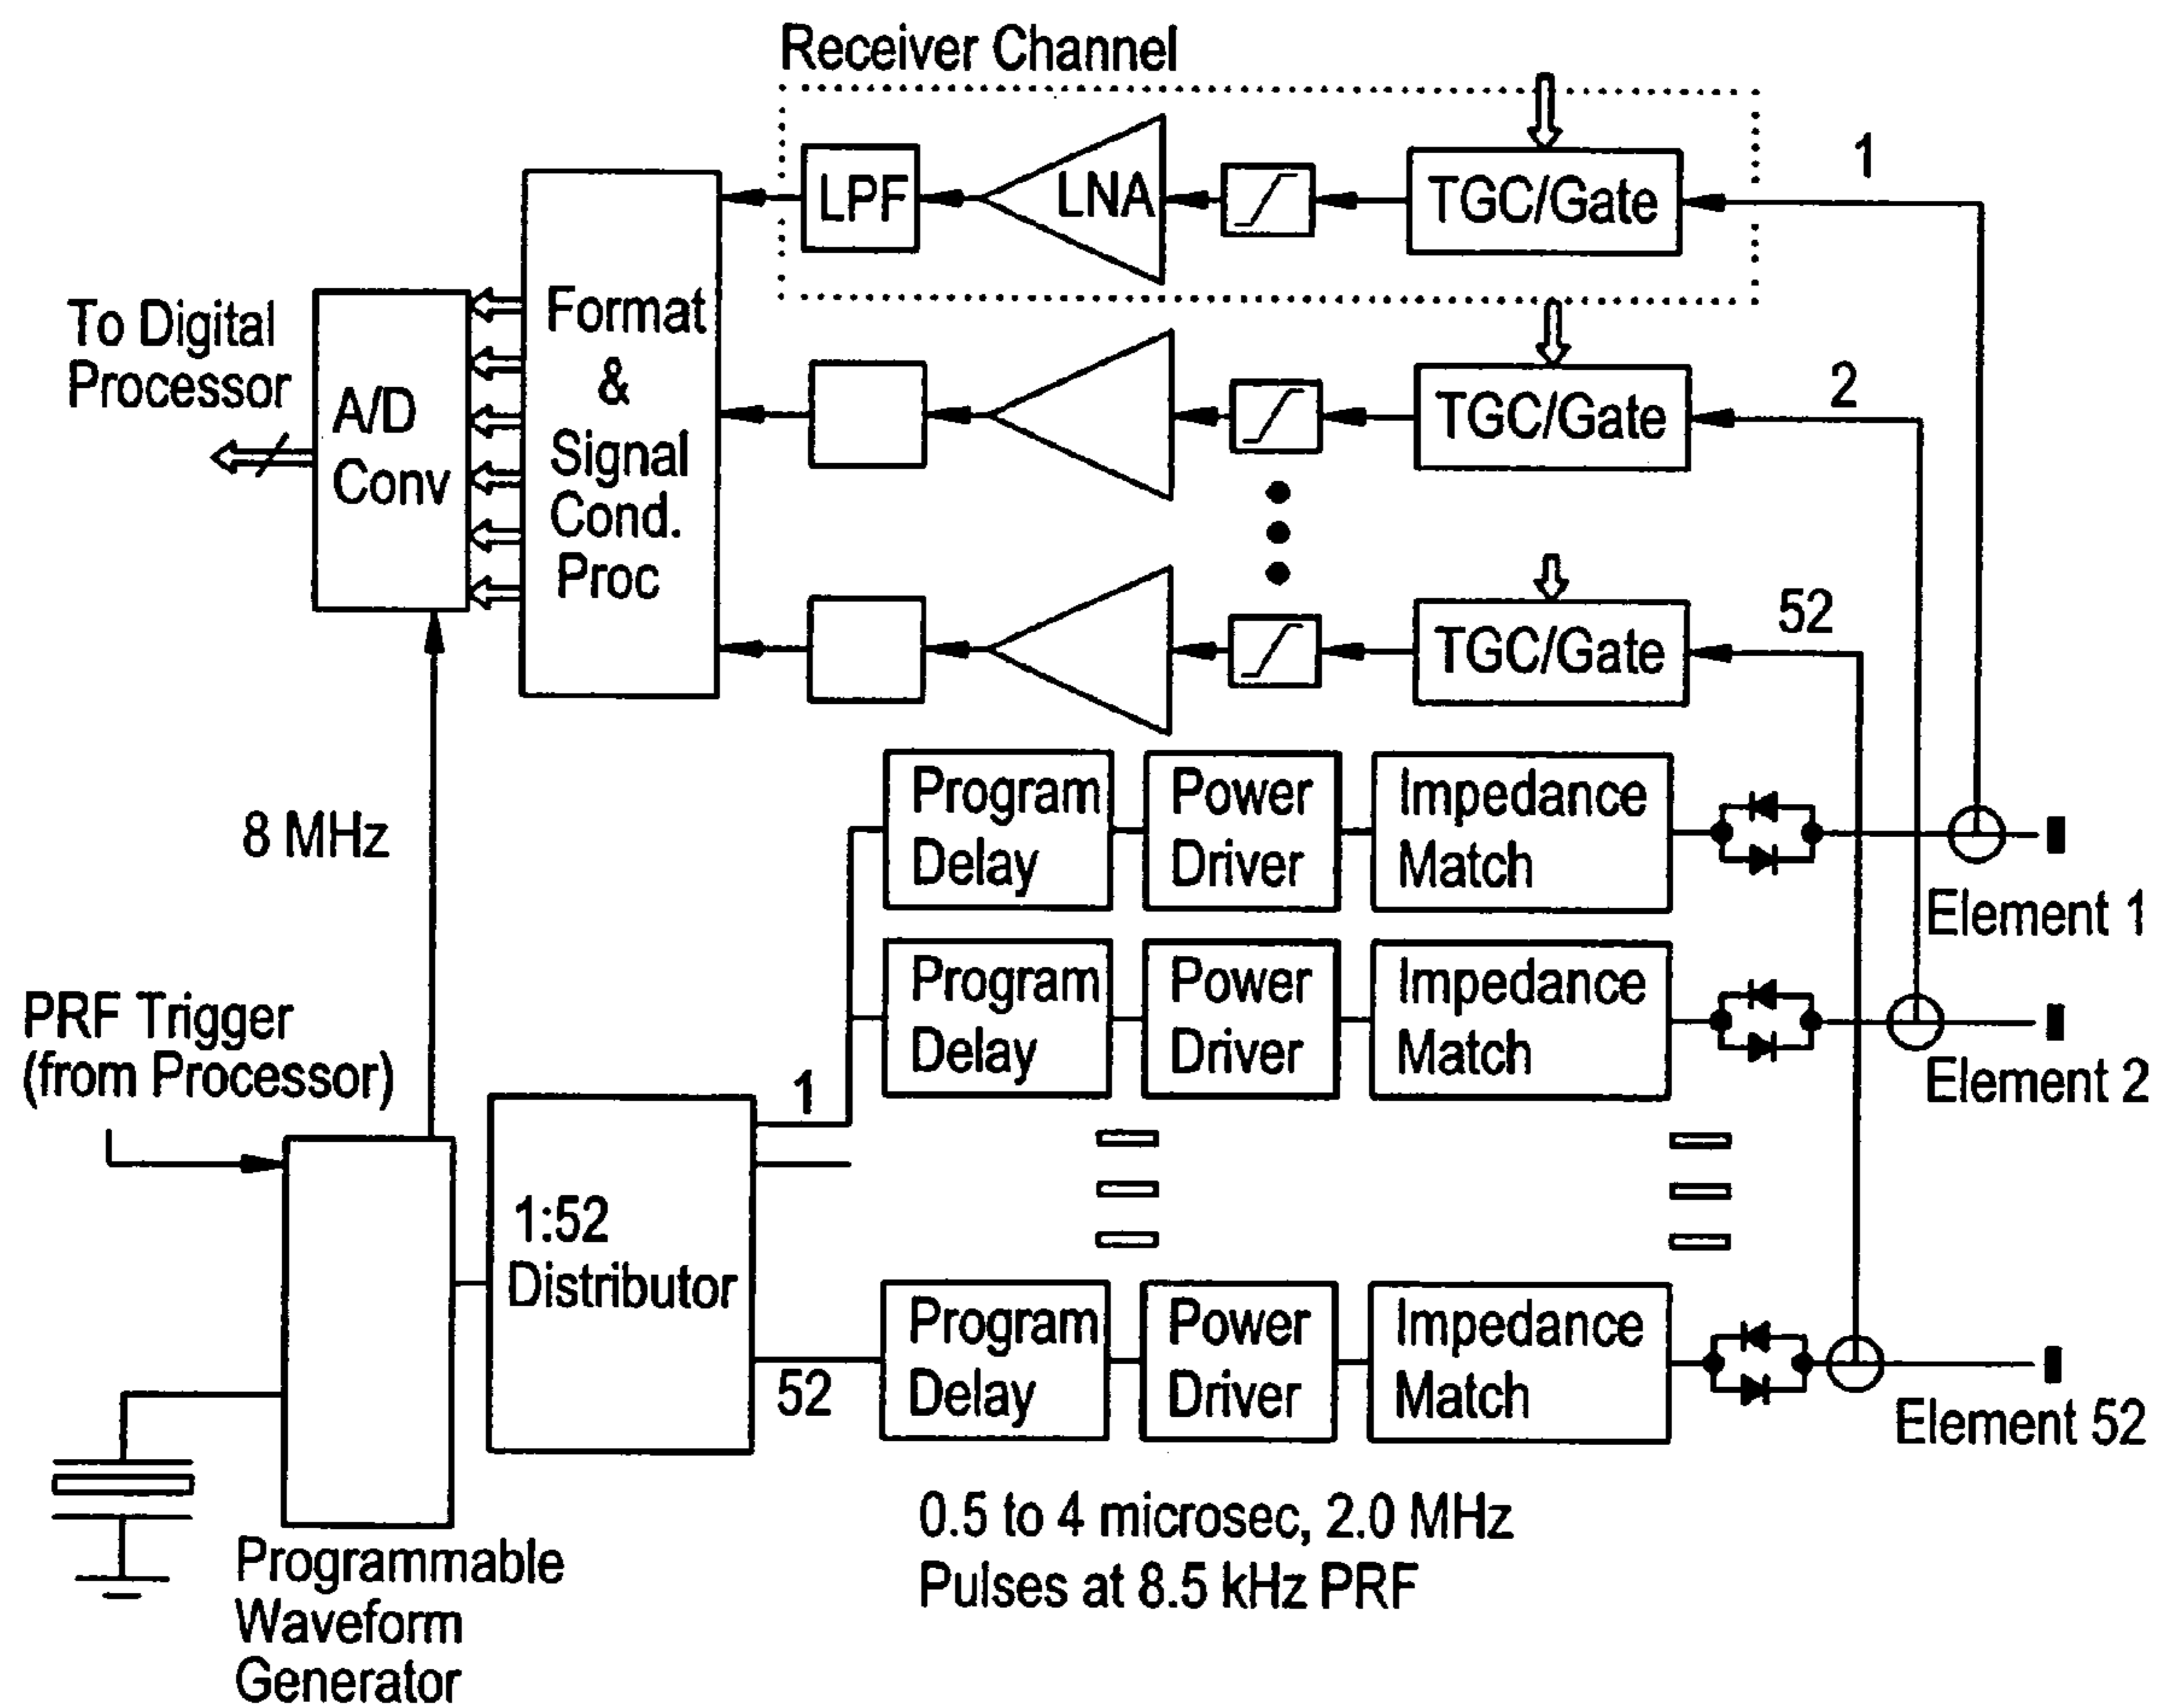 Receiver Channel
LPF
LNA
TGC/Gate
1
To Digital
Processor
A/D
Conv
Format
&
Signal
Cond.
Proc
TGC/Gate
2
TGC/Gate
52
8 MHz
Program
Delay
Power
Driver
Impedance
Match
Element 1
Program
Delay
Power
Driver
Impedance
Match
Element 2
PRF Trigger
(from Processor)
1
1:52
Distributor
52
Program
Delay
Power
Driver
Impedance
Match
Element 52
0.5 to 4 microsec, 2.0 MHz
Pulses at 8.5 kHz PRF
Programmable
Waveform
Generator